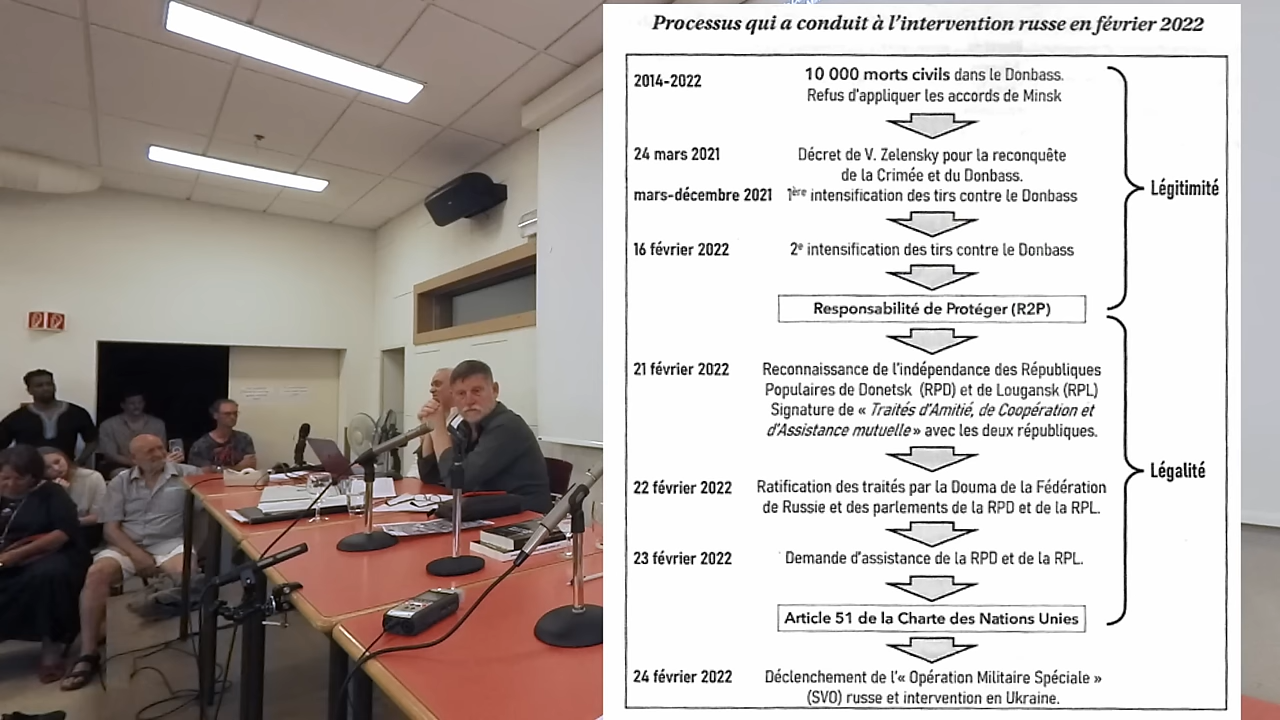 Processus qui a conduit à l'intervention russe en février 2022
2014-2022
10 000 morts civils dans le Donbass.
Refus d'appliquer les accords de Minsk
24 mars 2021
Décret de V. Zelensky pour la reconquête
de la Crimée et du Donbass.
mars-décembre 2021
1ère intensification des tirs contre le Donbass
Légitimité
16 février 2022
2e intensification des tirs contre le Donbass
Responsabilité de Protéger (R2P)
21 février 2022
Reconnaissance de l'indépendance des Républiques
Populaires de Donetsk (RPD) et de Lougansk (RPL)
Signature de « Traités d'Amitié, de Coopération et
d'Assistance mutuelle » avec les deux républiques.
Légalité
22 février 2022
Ratification des traités par la Douma de la Fédération
de Russie et des parlements de la RPD et de la RPL.
23 février 2022
Demande d'assistance de la RPD et de la RPL.
Article 51 de la Charte des Nations Unies
24 février 2022
Déclenchement de l'« Opération Militaire Spéciale »
(SVO) russe et intervention en Ukraine.